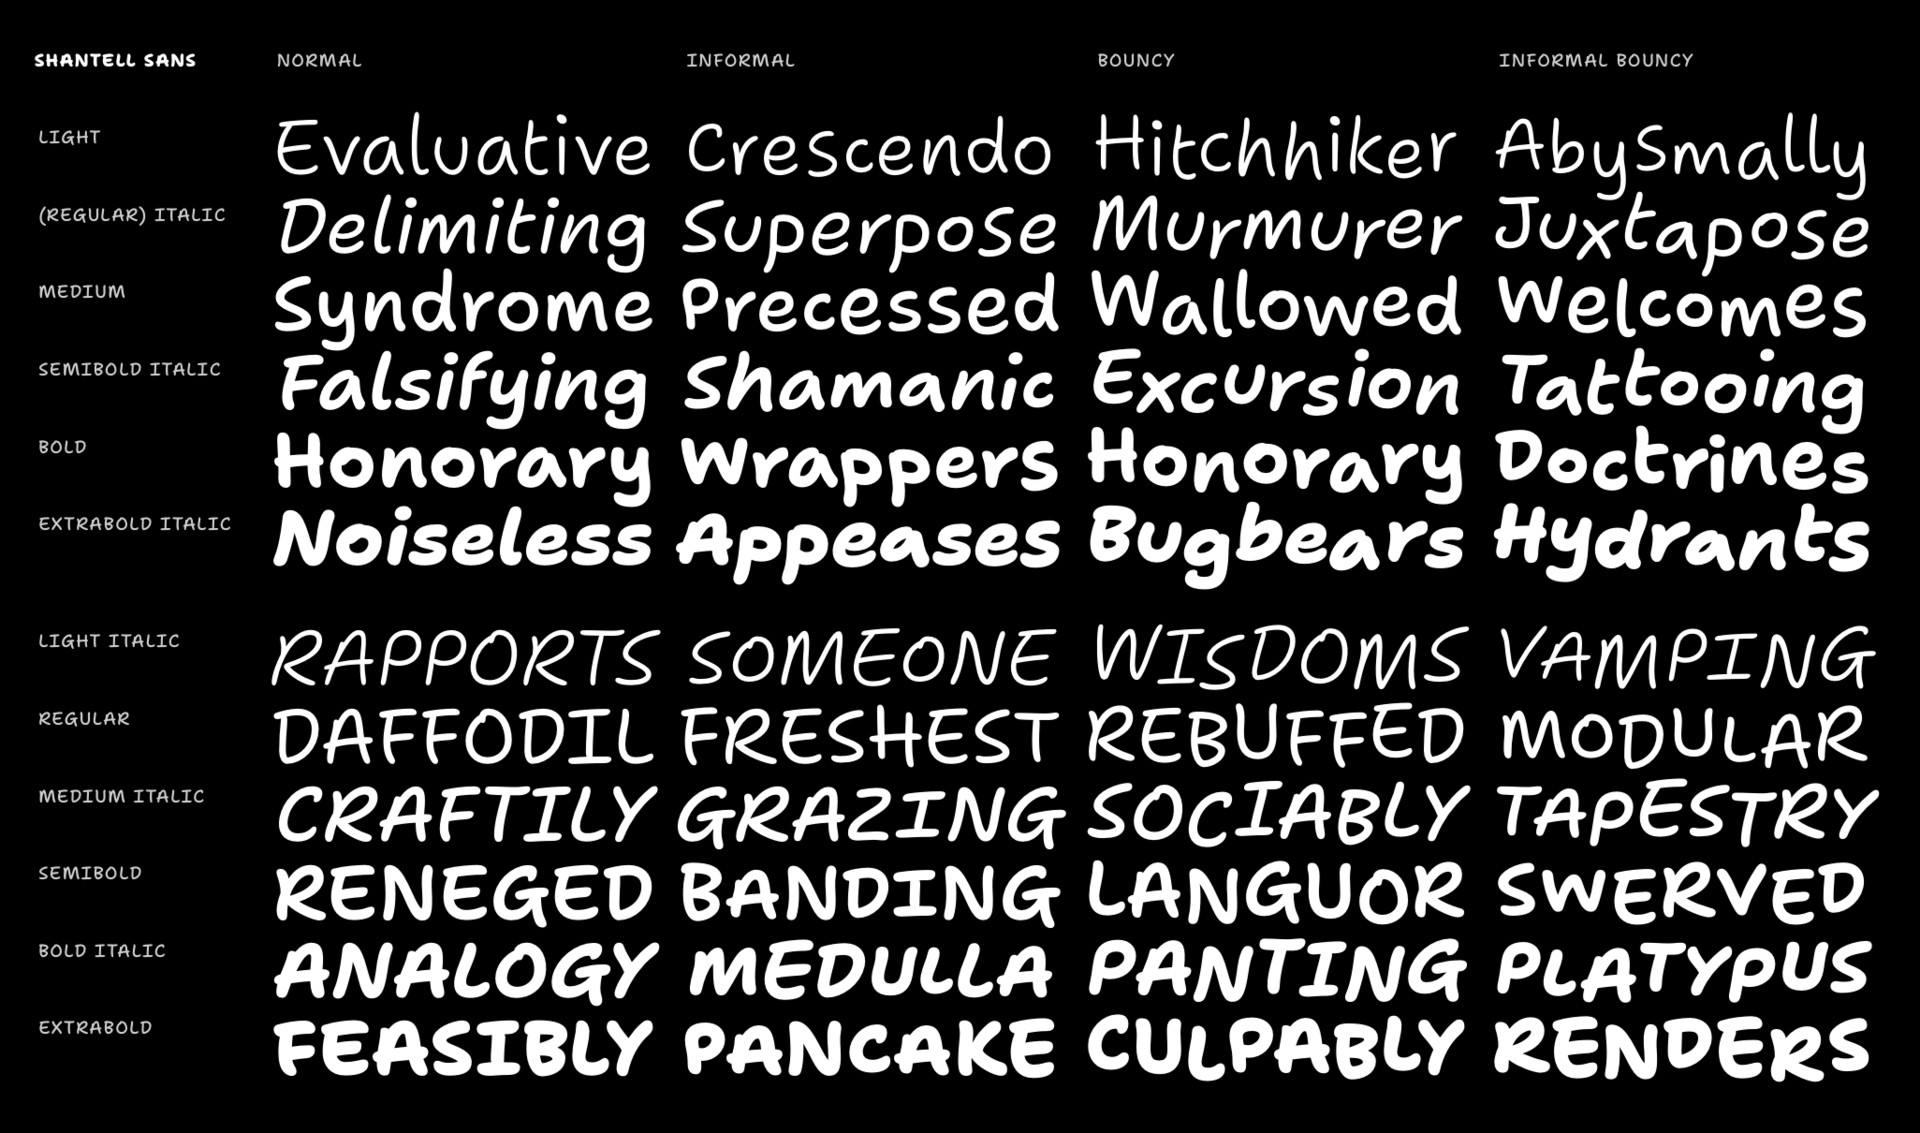 SHANTELL SANS NORMAL INFORMAL BOUNCY INFORMAL BOUNCY
LIGHT Evaluative Crescendo Hitchhiker Abysmally
(REGULAR) ITALIC Delimiting Superpose Murmurer Juxtapose
MEDIUM Syndrome Precessed Wallowed Welcomes
SEMIBOLD ITALIC Falsifying Shamanic Excursion Tattooing
BOLD Honorary Wrappers Honorary Doctrines
EXTRABOLD ITALIC Noiseless Appeases Bugbears Hydrants
LIGHT ITALIC RAPPORTS SOMEONE WISDOMS VAMPING
REGULAR DAFFODIL FRESHEST REBUFFED MODULAR
MEDIUM ITALIC CRAFTILY GRAZING SOCIABLY TAPESTRY
SEMIBOLD RENEGED BANDING LANGUOR SWERVED
BOLD ITALIC ANALOGY MEDULLA PANTING PLATYPUS
EXTRABOLD FEASIBLY PANCAKE CULPABLY RENDERS